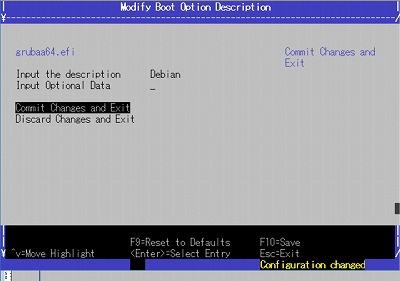 Modify Boot Option Description
grubaa64.efi
Commit Changes and
Exit
Input the description Debian
Input Optional Data _
Commit Changes and Exit
Discard Changes and Exit
F9=Reset to Defaults F10=Save
^v=Move Highlight <Enter>=Select Entry Esc=Exit
Configuration changed